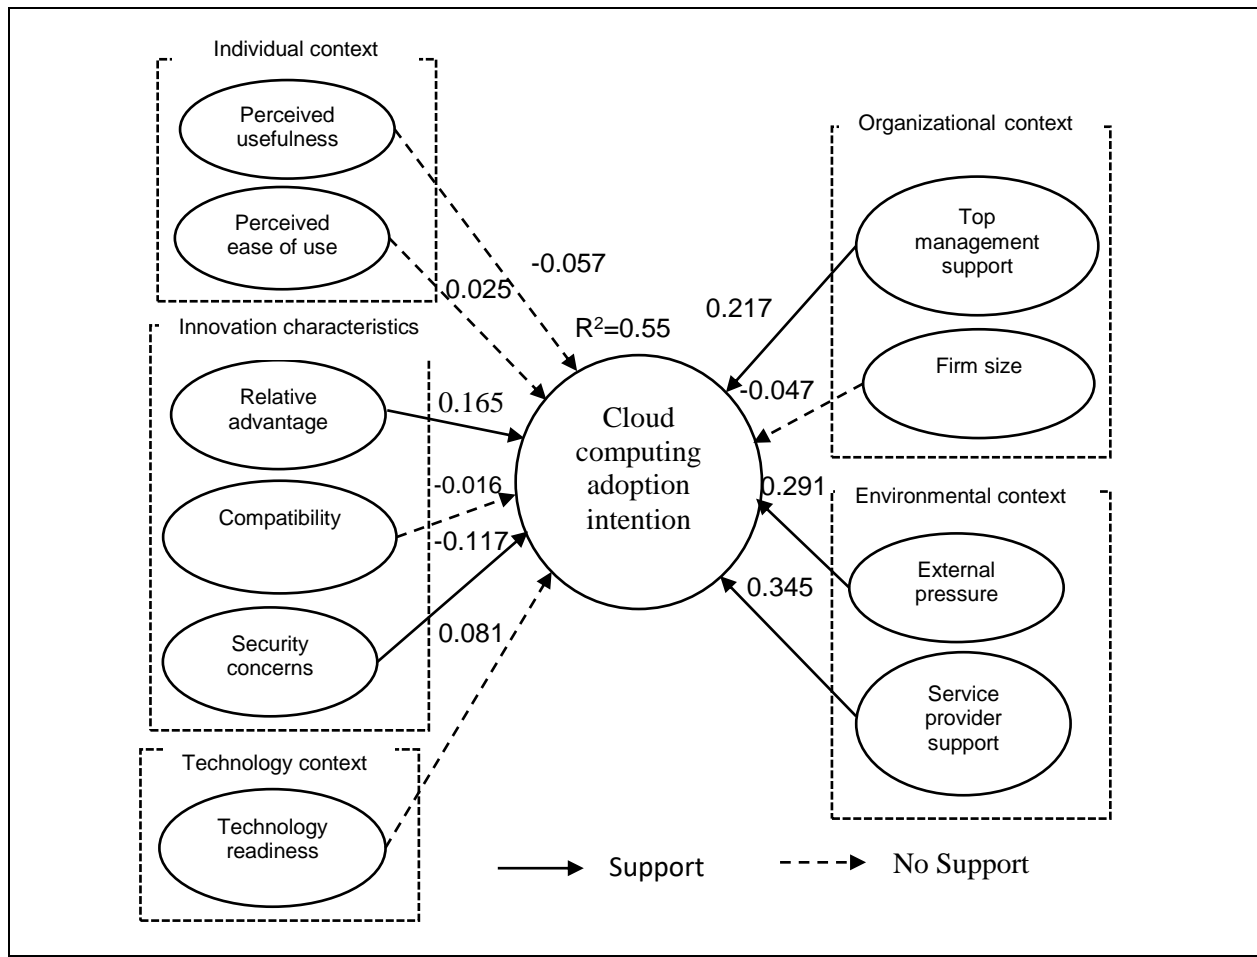 Individual context
Perceived
usefulness
Perceived
ease of use
-0.057
0.025
Innovation characteristics
Relative
advantage
0.165
Compatibility
-0.016
-0.117
Security
concerns
0.081
Technology context
Technology
readiness
R²=0.55
Cloud
computing
adoption
intention
Organizational context
Top
management
support
0.217
Firm size
-0.047
Environmental context
0.291
External
pressure
0.345
Service
provider
support
Support
No Support